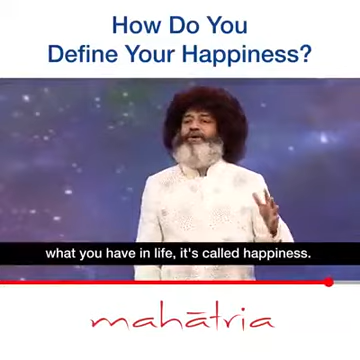 How Do You
Define Your Happiness?
what you have in life, it's called happiness.
mahātria